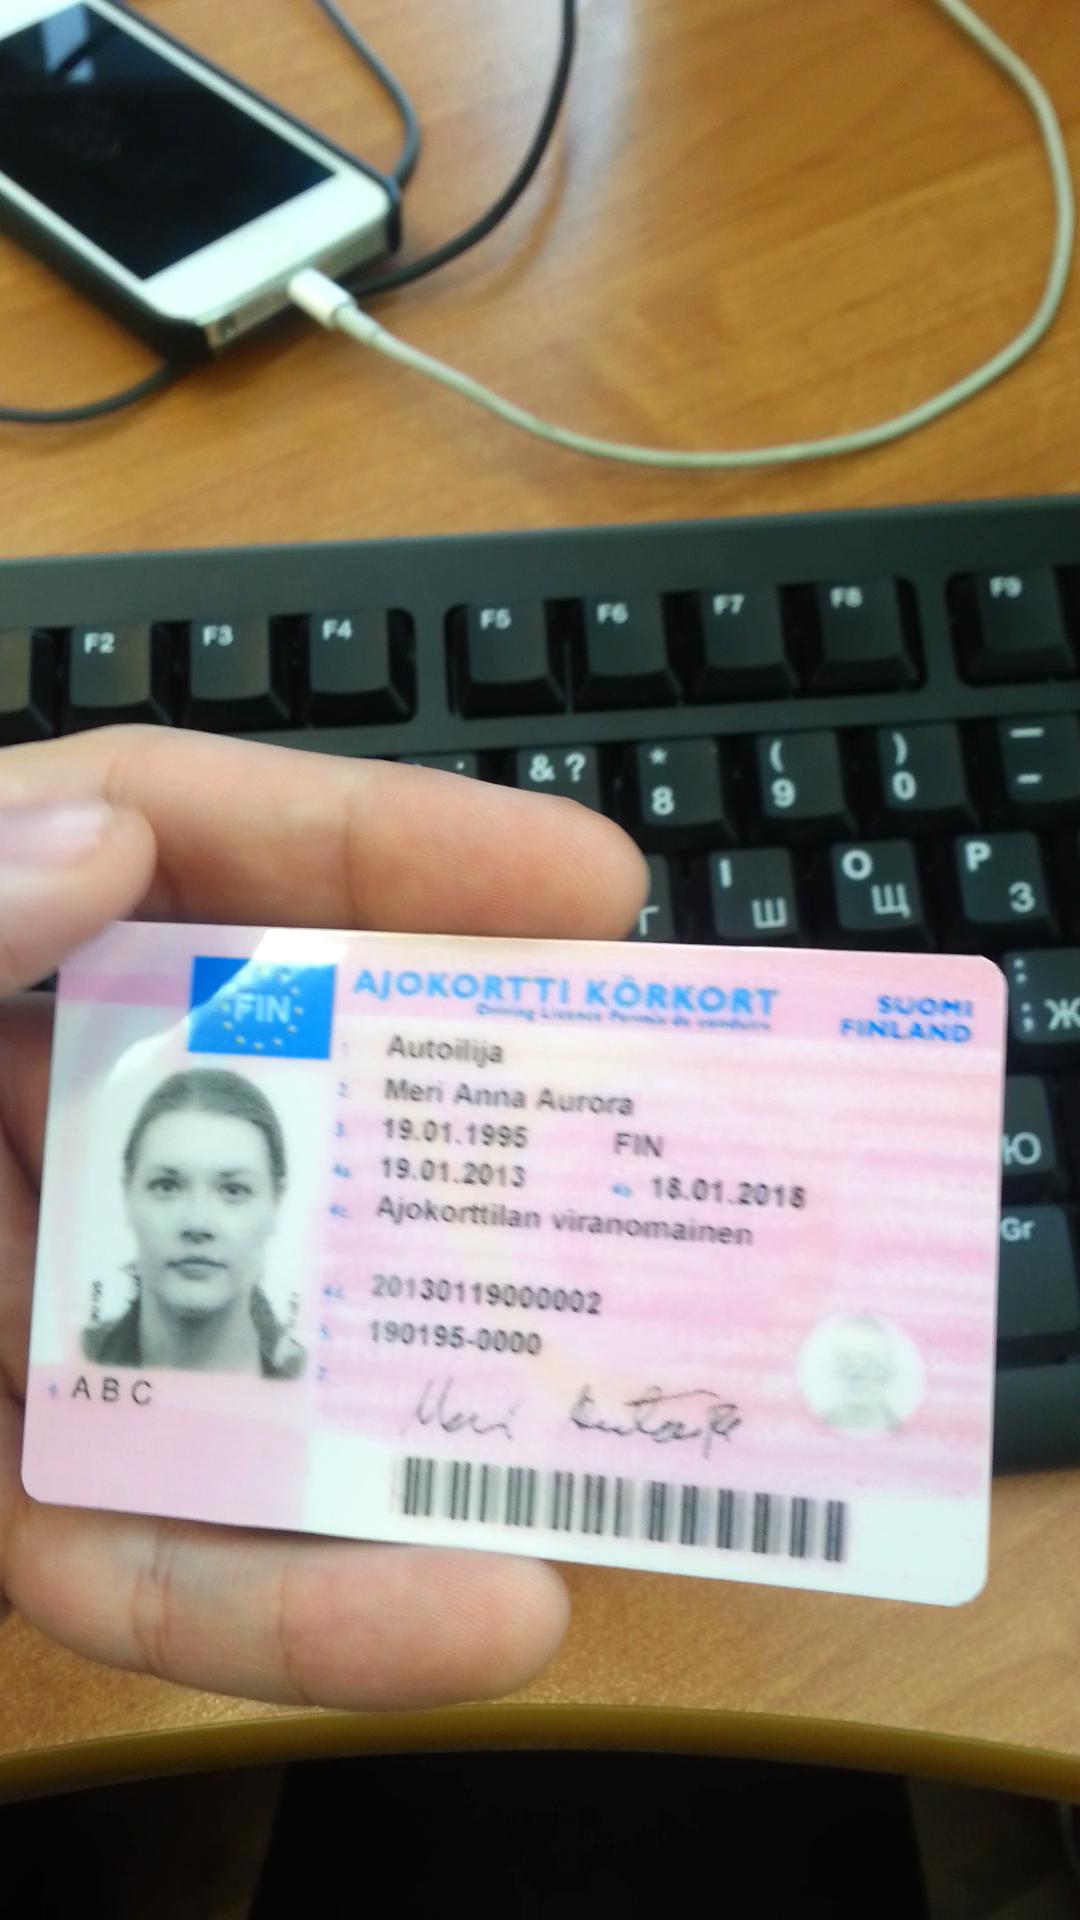 F2 F3 F4 F5 F6 F7 F8 F9
& ? * 8 ( 9 ) 0 — -
Г I Ш O Щ P З
: ; Ж
Ю
Gr
FIN
AJOKORTTI KÖRKORT
Driving Licence Permis de conduire
SUOMI
FINLAND
1. Autoilija
2. Meri Anna Aurora
3. 19.01.1995 FIN
4a. 19.01.2013 4b. 18.01.2018
4c. Ajokorttilan viranomainen
4d. 20130119000002
5. 190195-0000
7. Meri Autoilija
9. A B C